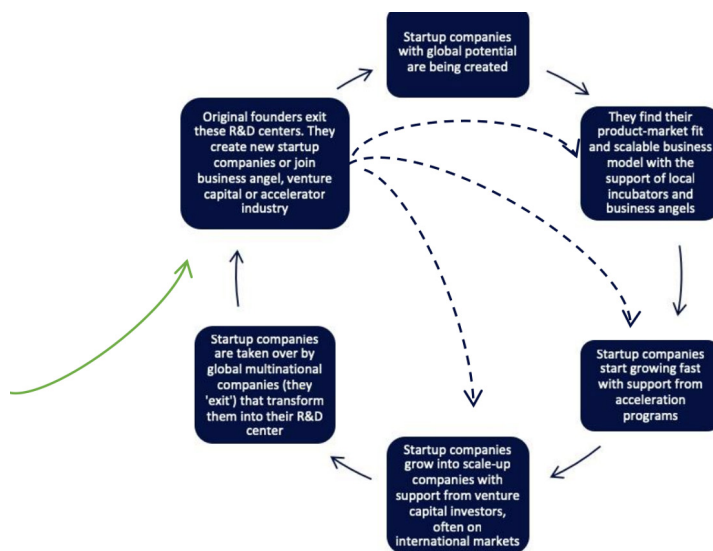 Startup companies
with global potential
are being created
Original founders exit
these R&D centers. They
create new startup
companies or join
business angel, venture
capital or accelerator
industry
They find their
product-market fit
and scalable business
model with the
support of local
incubators and
business angels
Startup companies
are taken over by
global multinational
companies (they
'exit') that transform
them into their R&D
center
Startup companies
start growing fast
with support from
acceleration
programs
Startup companies
grow into scale-up
companies with
support from venture
capital investors,
often on
international markets